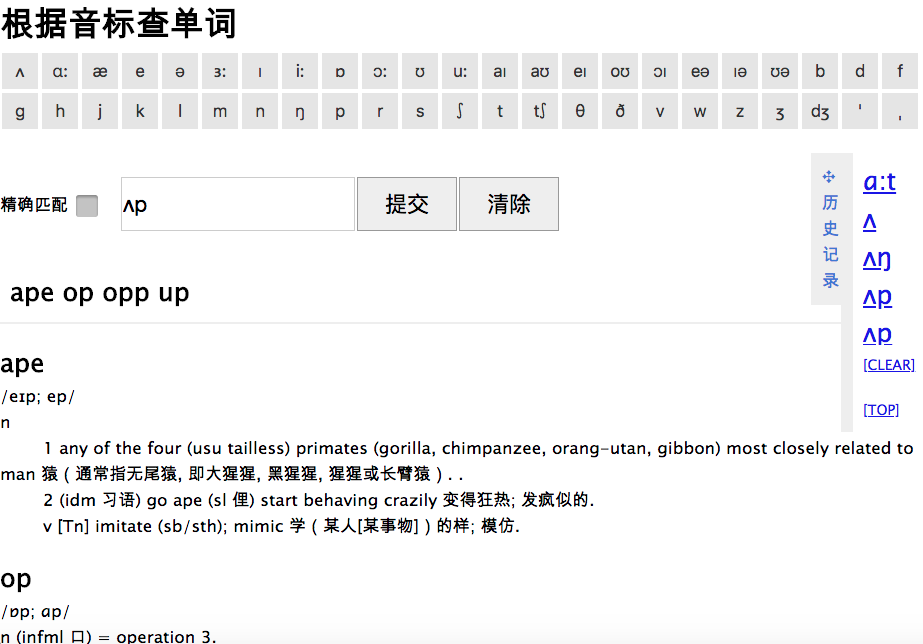 根据音标查单词
ʌ ɑ: æ e ə ɜ: ɪ i: ɒ ɔ: ʊ u: aɪ aʊ eɪ oʊ ɔɪ eə ɪə ʊə b d f
g h j k l m n ŋ p r s ʃ t tʃ θ ð v w z ʒ dʒ ˈ ˌ
精确匹配 ʌp 提交 清除
ape op opp up
ape
/eɪp; ep/
n
1 any of the four (usu tailless) primates (gorilla, chimpanzee, orang-utan, gibbon) most closely related to
man 猿 ( 通常指无尾猿, 即大猩猩, 黑猩猩, 猩猩或长臂猿 ) . .
2 (idm 习语) go ape (sl 俚) start behaving crazily 变得狂热; 发疯似的.
v [Tn] imitate (sb/sth); mimic 学 ( 某人[某事物] ) 的样; 模仿.
op
/ɒp; ɑp/
n (infml 口) = operation 3.
✣
历
史
记
录
ɑ:t
ʌ
ʌŋ
ʌp
ʌp
[CLEAR]
[TOP]